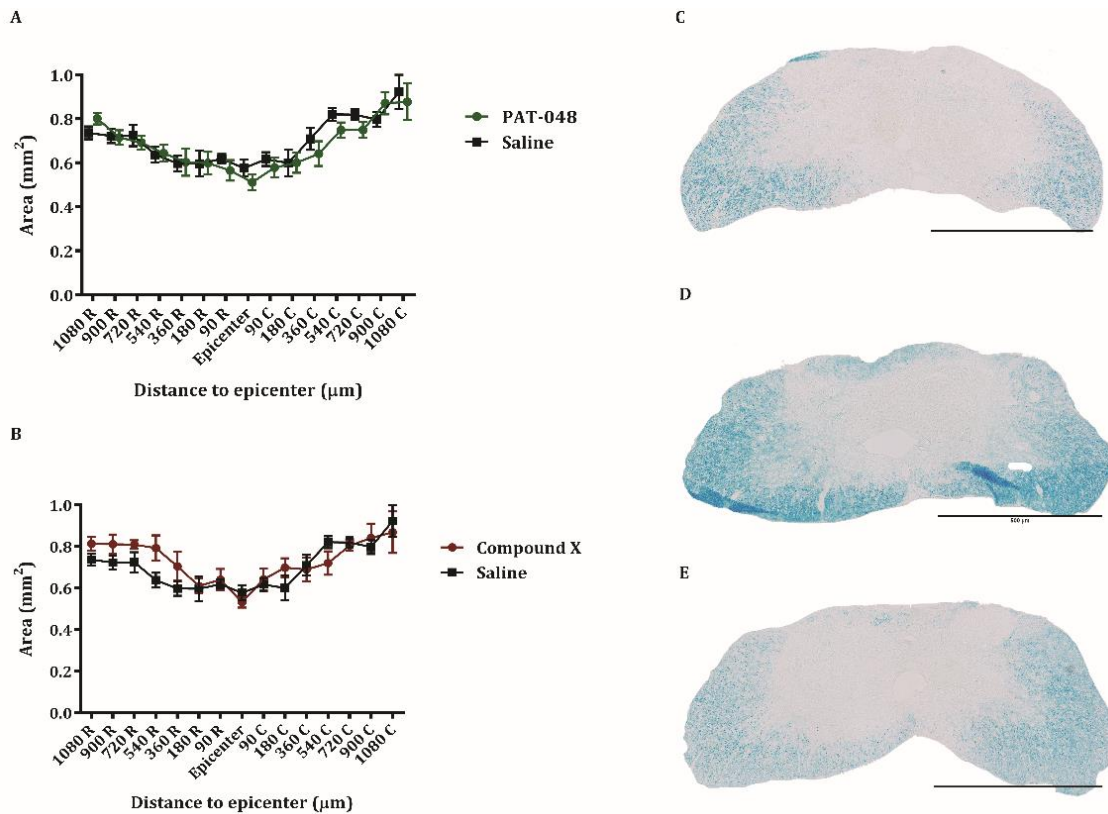 A
1.0
0.8
0.6
0.4
0.2
0.0
Area (mm²)
1080 R
900 R
720 R
540 R
360 R
180 R
90 R
Epicenter
90 C
180 C
360 C
540 C
720 C
900 C
1080 C
Distance to epicenter (μm)
PAT-048
Saline
B
1.0
0.8
0.6
0.4
0.2
0.0
Area (mm²)
1080 R
900 R
720 R
540 R
360 R
180 R
90 R
Epicenter
90 C
180 C
360 C
540 C
720 C
900 C
1080 C
Distance to epicenter (μm)
Compound X
Saline
C
D
500 μm
E